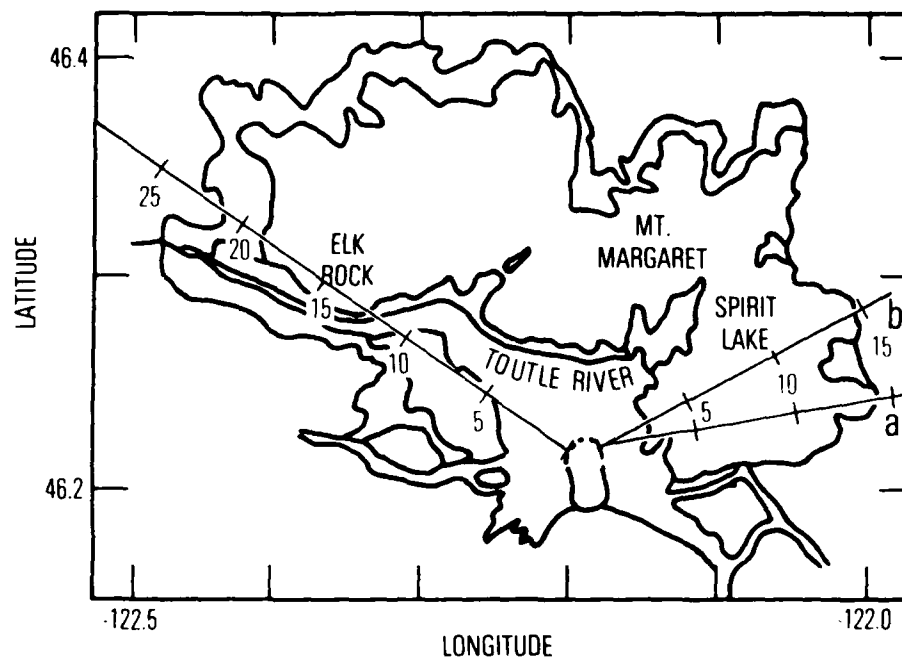 46.4
25
20
ELK
ROCK
15
MT.
MARGARET
SPIRIT
LAKE
b
15
LATITUDE
10
TOUTLE RIVER
10
5
5
a
46.2
-122.5
-122.0
LONGITUDE